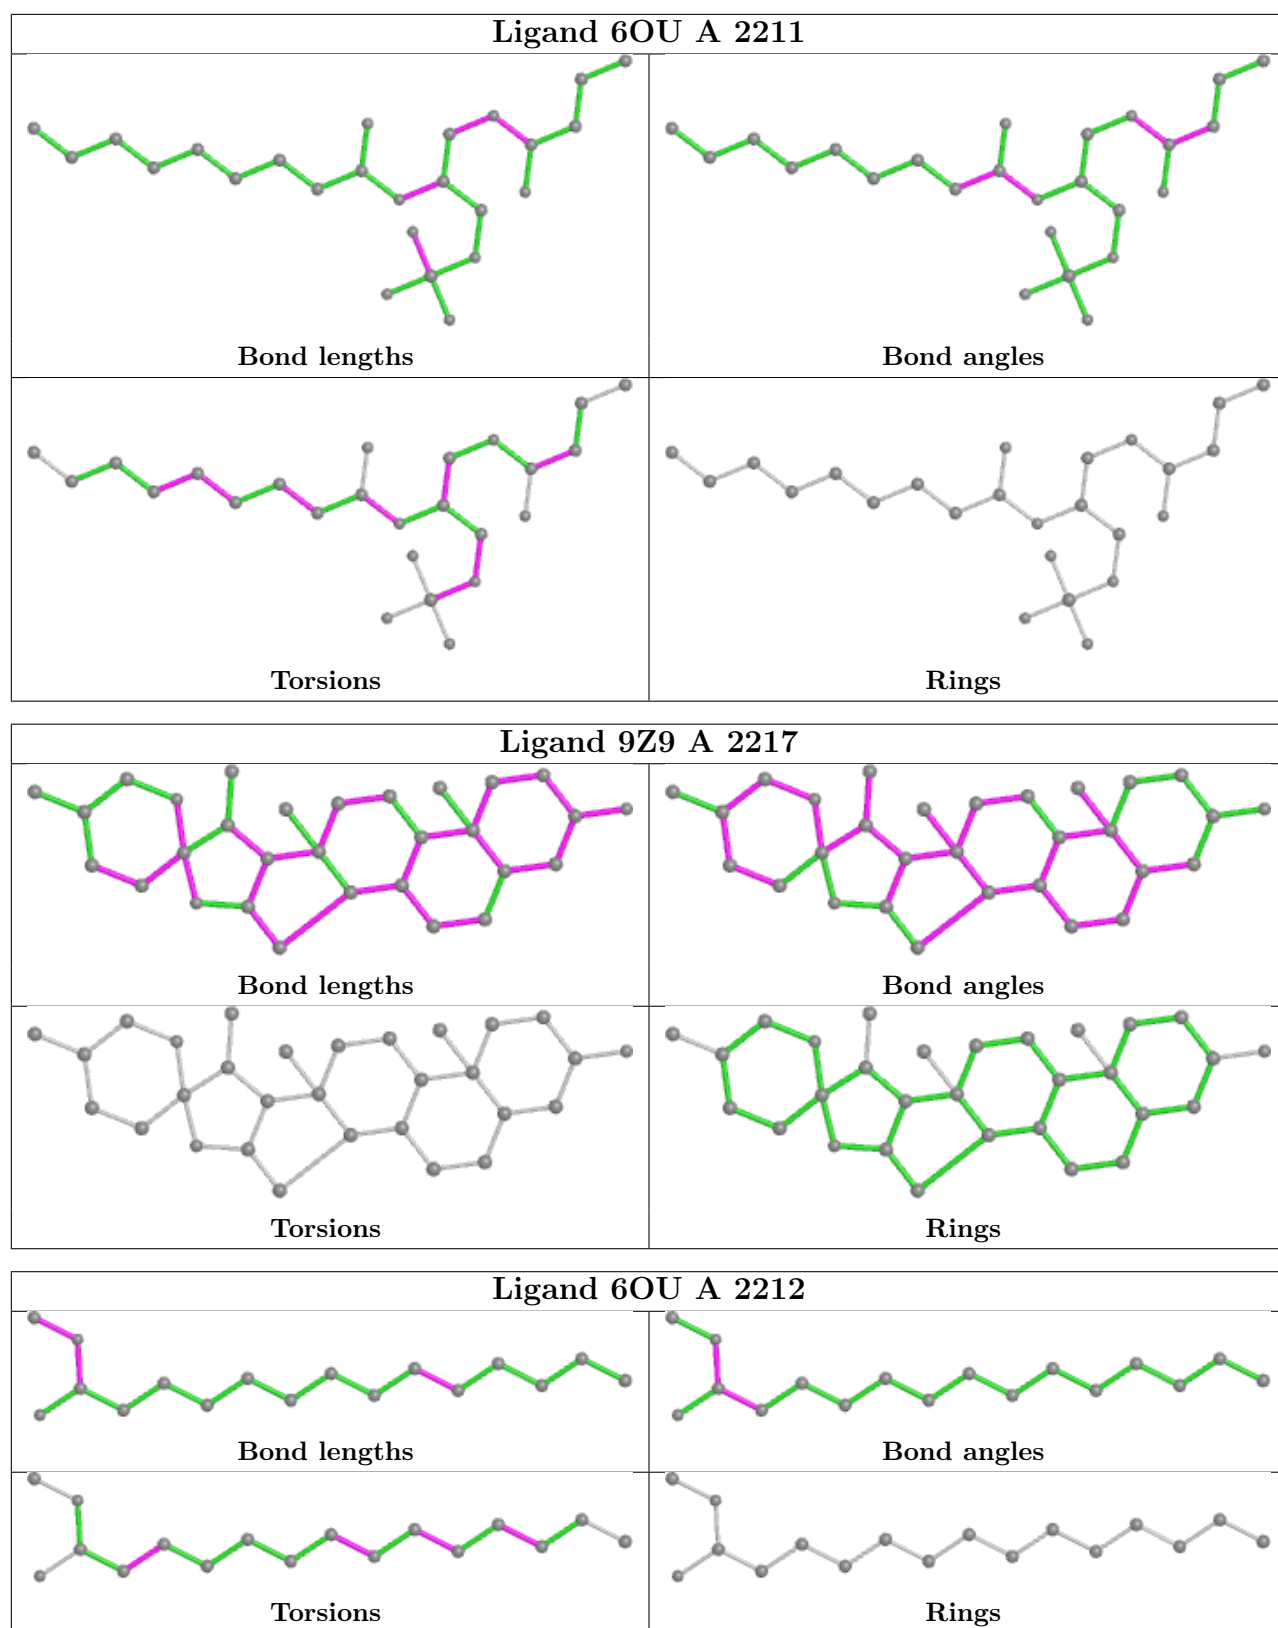 Ligand 6OU A 2211
Bond lengths
Bond angles
Torsions
Rings
Ligand 9Z9 A 2217
Bond lengths
Bond angles
Torsions
Rings
Ligand 6OU A 2212
Bond lengths
Bond angles
Torsions
Rings